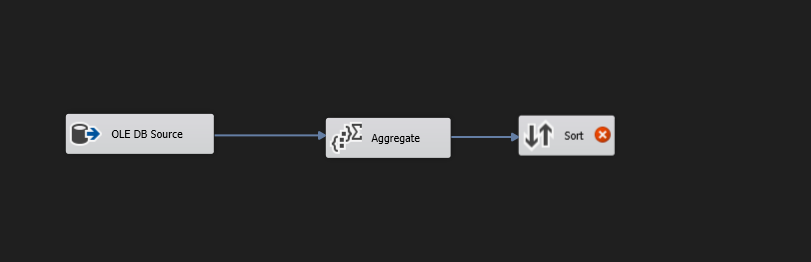 OLE DB Source
Aggregate
Sort